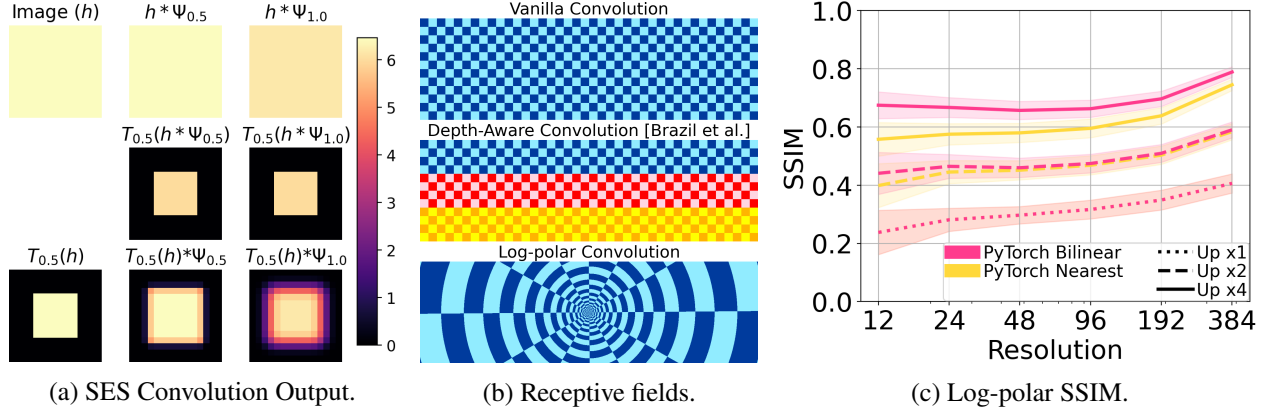 Image (h)
h * Ψ0.5
h * Ψ1.0
T0.5(h * Ψ0.5)
T0.5(h * Ψ1.0)
T0.5(h)
T0.5(h)*Ψ0.5
T0.5(h)*Ψ1.0
6
5
4
3
2
1
0
(a) SES Convolution Output.
Vanilla Convolution
Depth-Aware Convolution [Brazil et al.]
Log-polar Convolution
(b) Receptive fields.
SSIM
1.0
0.8
0.6
0.4
0.2
0.0
12
24
48
96
192
384
Resolution
PyTorch Bilinear
PyTorch Nearest
Up x1
Up x2
Up x4
(c) Log-polar SSIM.